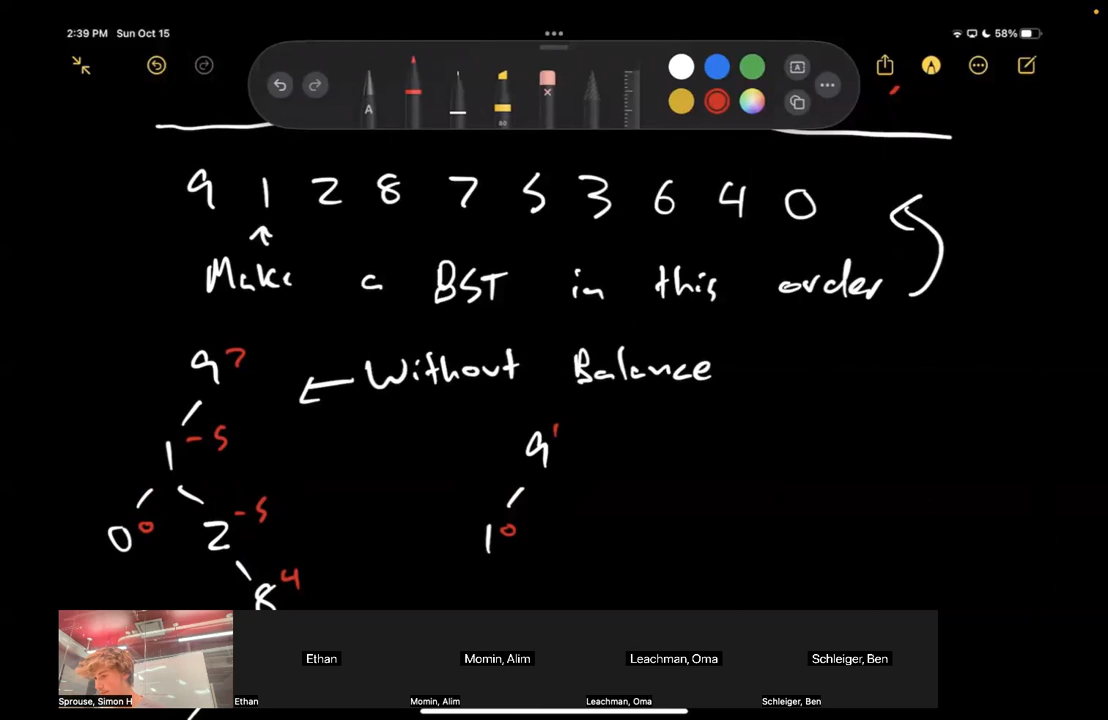 2:39 PM Sun Oct 15
58%
A
80
9 1 2 8 7 5 3 6 4 0
Make a BST in this order
9 7
Without Balance
1 -5
9 1
0 0
2 -5
1 0
8 4
Ethan
Momin, Alim
Leachman, Oma
Schleiger, Ben
Sprouse, Simon H
Ethan
Momin, Alim
Leachman, Oma
Schleiger, Ben